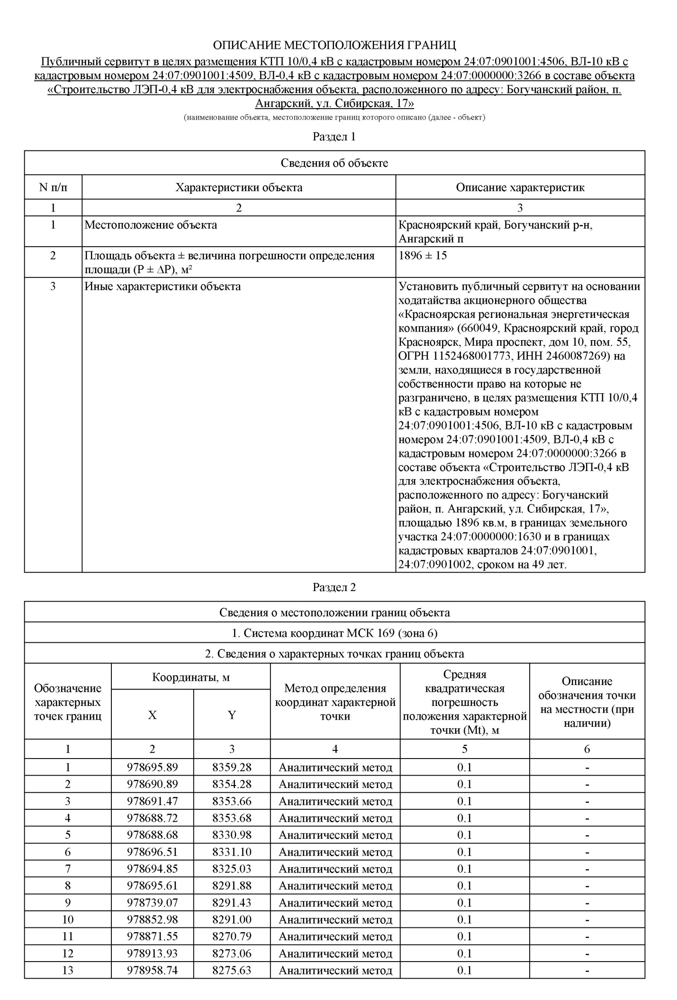 ОПИСАНИЕ МЕСТОПОЛОЖЕНИЯ ГРАНИЦ
Публичный сервитут в целях размещения КТП 10/0,4 кВ с кадастровым номером 24:07:0901001:4506, ВЛ-10 кВ с
кадастровым номером 24:07:0901001:4509, ВЛ-0,4 кВ с кадастровым номером 24:07:0000000:3266 в составе объекта
«Строительство ЛЭП-0,4 кВ для электроснабжения объекта, расположенного по адресу: Богучанский район, п.
Ангарский, ул. Сибирская, 17»
(наименование объекта, местоположение границ которого описано (далее - объект)
Раздел 1
Сведения об объекте
N п/п Характеристики объекта Описание характеристик
1 2 3
1 Местоположение объекта Красноярский край, Богучанский р-н,
Ангарский п
2 Площадь объекта ± величина погрешности определения 1896 ± 15
площади (P ± ∆P), м²
3 Иные характеристики объекта Установить публичный сервитут на основании
ходатайства акционерного общества
«Красноярская региональная энергетическая
компания» (660049, Красноярский край, город
Красноярск, Мира проспект, дом 10, пом. 55,
ОГРН 1152468001773, ИНН 2460087269) на
земли, находящиеся в государственной
собственности право на которые не
разграничено, в целях размещения КТП 10/0,4
кВ с кадастровым номером
24:07:0901001:4506, ВЛ-10 кВ с кадастровым
номером 24:07:0901001:4509, ВЛ-0,4 кВ с
кадастровым номером 24:07:0000000:3266 в
составе объекта «Строительство ЛЭП-0,4 кВ
для электроснабжения объекта,
расположенного по адресу: Богучанский
район, п. Ангарский, ул. Сибирская, 17»,
площадью 1896 кв.м, в границах земельного
участка 24:07:0000000:1630 и в границах
кадастровых кварталов 24:07:0901001,
24:07:0901002, сроком на 49 лет.
Раздел 2
Сведения о местоположении границ объекта
1. Система координат МСК 169 (зона 6)
2. Сведения о характерных точках границ объекта
Обозначение
характерных
точек границ
Координаты, м
X Y
Метод определения
координат характерной
точки
Средняя
квадратическая
погрешность
положения характерной
точки (Mt), м
Описание
обозначения точки
на местности (при
наличии)
1 2 3 4 5 6
1 978695.89 8359.28 Аналитический метод 0.1 -
2 978690.89 8354.28 Аналитический метод 0.1 -
3 978691.47 8353.66 Аналитический метод 0.1 -
4 978688.72 8353.68 Аналитический метод 0.1 -
5 978688.68 8330.98 Аналитический метод 0.1 -
6 978696.51 8331.10 Аналитический метод 0.1 -
7 978694.85 8325.03 Аналитический метод 0.1 -
8 978695.61 8291.88 Аналитический метод 0.1 -
9 978739.07 8291.43 Аналитический метод 0.1 -
10 978852.98 8291.00 Аналитический метод 0.1 -
11 978871.55 8270.79 Аналитический метод 0.1 -
12 978913.93 8273.06 Аналитический метод 0.1 -
13 978958.74 8275.63 Аналитический метод 0.1 -